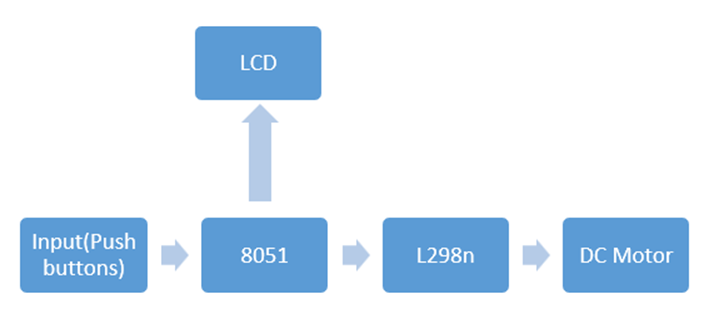 LCD
Input(Push
buttons)
8051
L298n
DC Motor